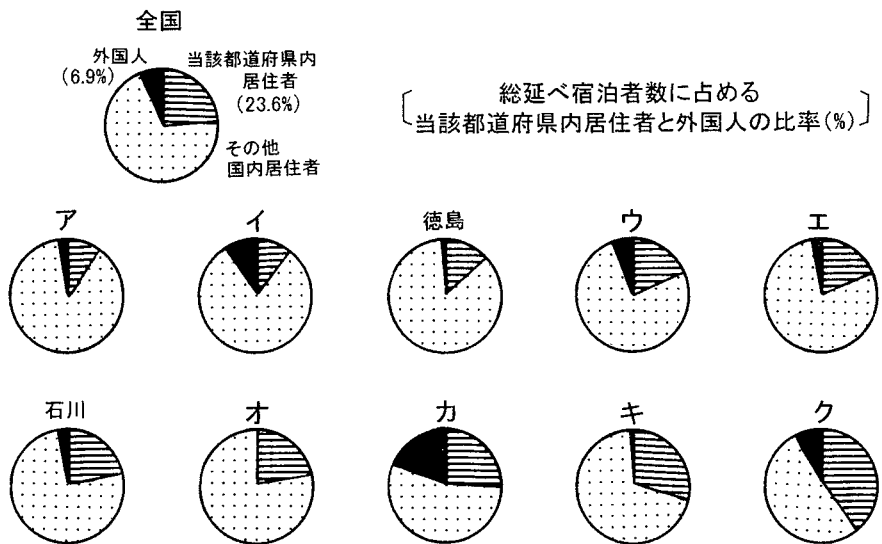 全国
外国人
(6.9%)
当該都道府県内
居住者
(23.6%)
その他
国内居住者
総延べ宿泊者数に占める
当該都道府県内居住者と外国人の比率(%)
ア
イ
徳島
ウ
エ
石川
オ
カ
キ
ク